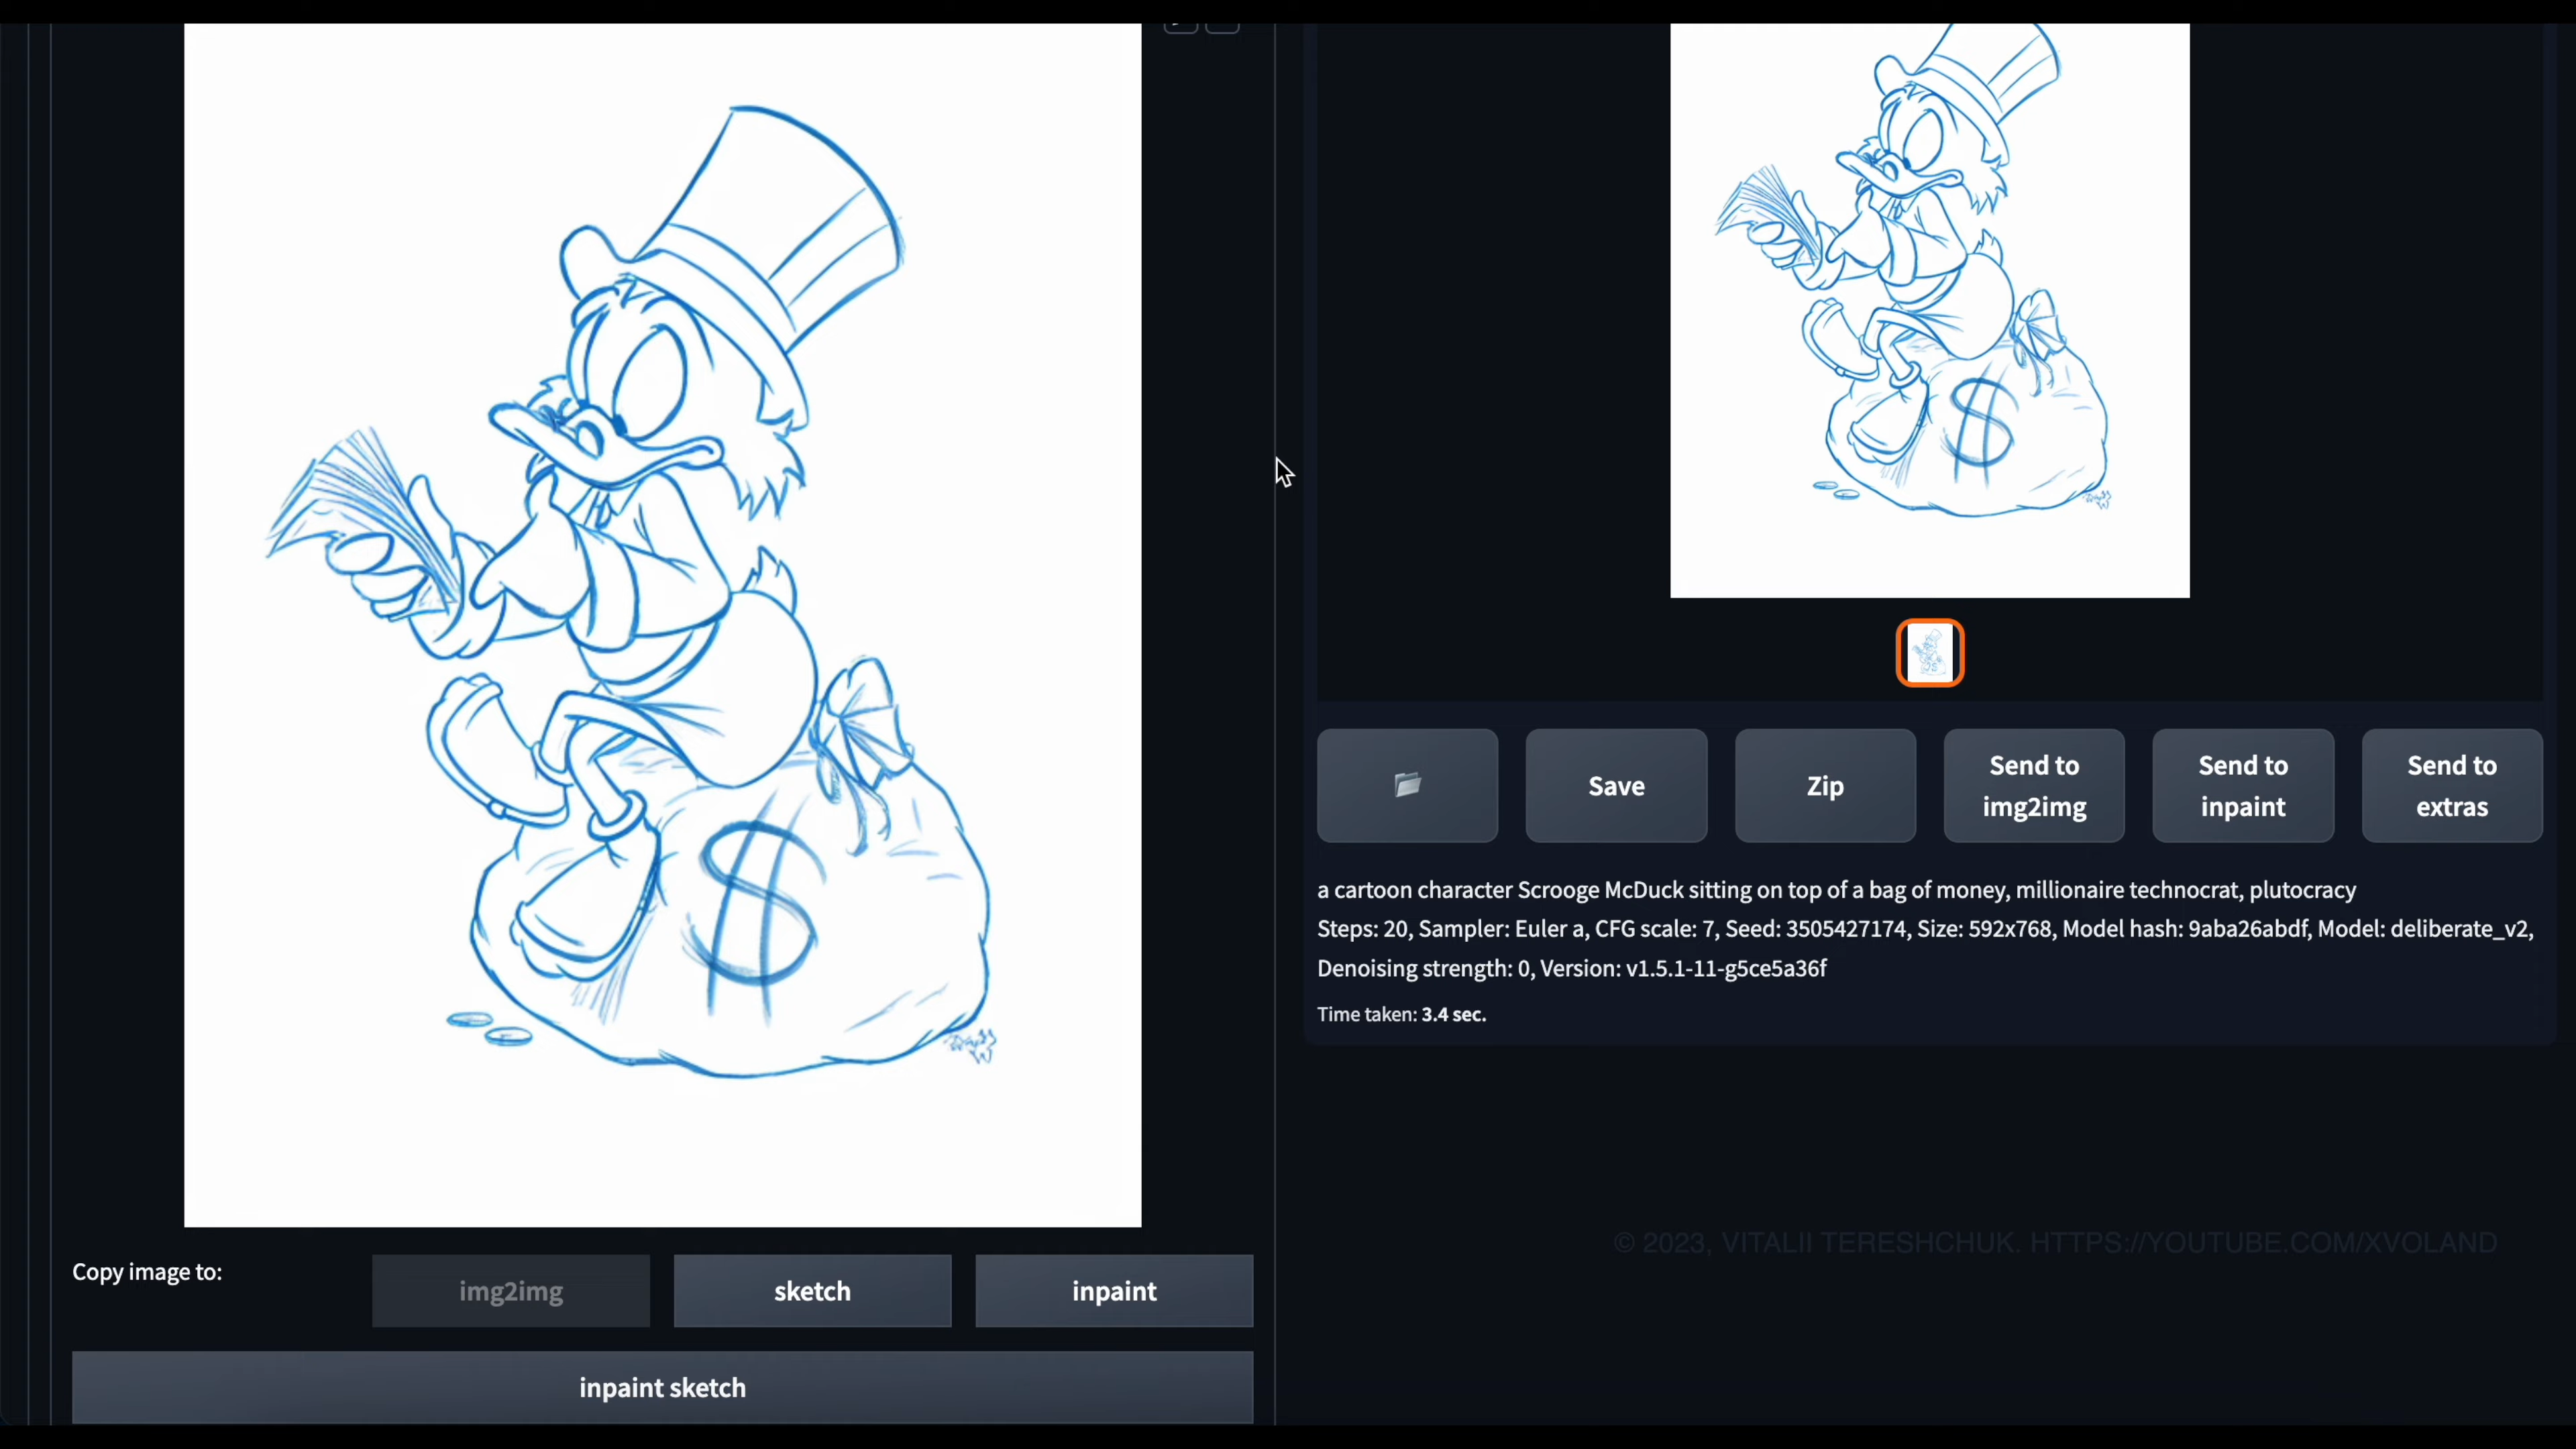 $
$
Save
Zip
Send to
img2img
Send to
inpaint
Send to
extras
a cartoon character Scrooge McDuck sitting on top of a bag of money, millionaire technocrat, plutocracy
Steps: 20, Sampler: Euler a, CFG scale: 7, Seed: 3505427174, Size: 592x768, Model hash: 9aba26abdf, Model: deliberate_v2,
Denoising strength: 0, Version: v1.5.1-11-g5ce5a36f
Time taken: 3.4 sec.
© 2023, VITALII TERESHCHUK. HTTPS://YOUTUBE.COM/XVOLAND
Copy image to:
img2img
sketch
inpaint
inpaint sketch